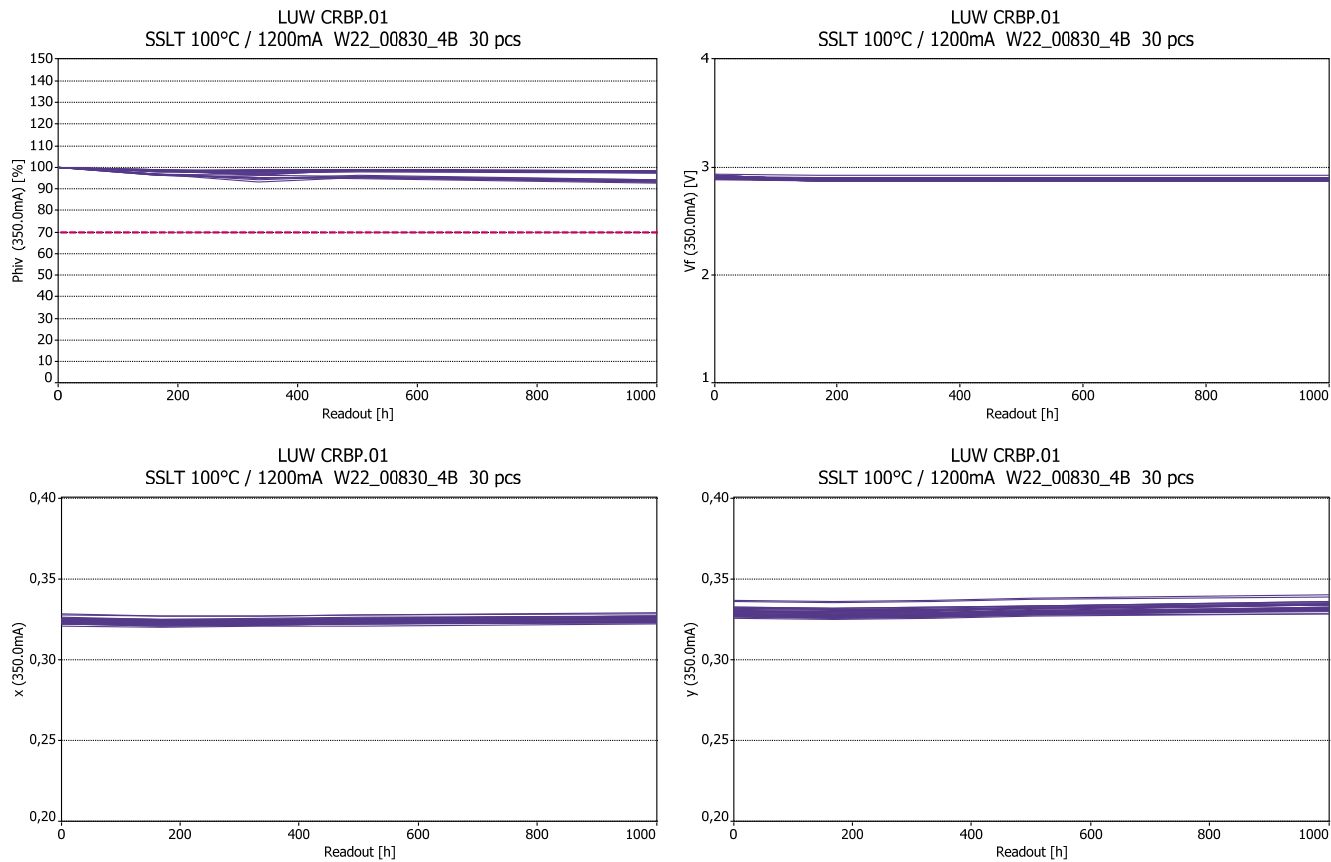 LUW CRBP.01
SSLT 100°C / 1200mA  W22_00830_4B  30 pcs
150
140
130
120
110
100
90
80
70
60
50
40
30
20
10
0
Phiv (350.0mA) [%]
0 200 400 600 800 1000
Readout [h]
LUW CRBP.01
SSLT 100°C / 1200mA  W22_00830_4B  30 pcs
4
3
2
1
Vf (350.0mA) [V]
0 200 400 600 800 1000
Readout [h]
LUW CRBP.01
SSLT 100°C / 1200mA  W22_00830_4B  30 pcs
0,40
0,35
0,30
0,25
0,20
x (350.0mA)
0 200 400 600 800 1000
Readout [h]
LUW CRBP.01
SSLT 100°C / 1200mA  W22_00830_4B  30 pcs
0,40
0,35
0,30
0,25
0,20
y (350.0mA)
0 200 400 600 800 1000
Readout [h]